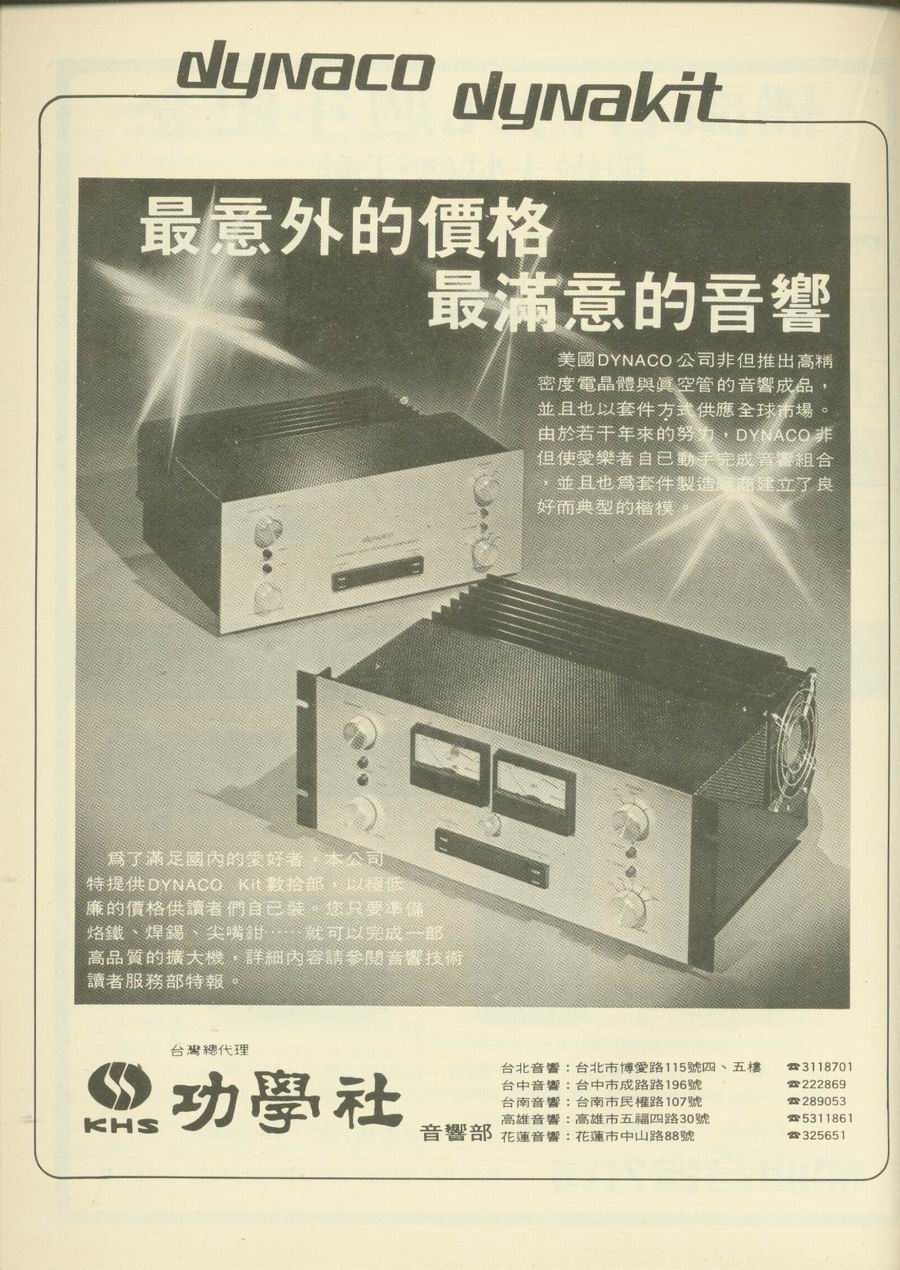 dynaco
dynakit
最意外的價格
最滿意的音響
美國DYNACO公司非但推出高精
密度電晶體與眞空管的音響成品，
並且也以套件方式供應全球市場。
由於若干年來的努力，DYNACO非
但使愛樂者自已動手完成音響組合
，並且也爲套件製造廠商建立了良
好而典型的楷模。
dynaco
爲了滿足國內的愛好者，本公司
特提供DYNACO Kit數拾部，以極低
廉的價格供讀者們自已裝。您只要準備
烙鐵、焊錫、尖嘴鉗……就可以完成一部
高品質的擴大機，詳細內容請參閱音響技術
讀者服務部特報。
台灣總代理
KHS 功學社
音響部
台北音響：台北市博愛路115號四、五樓 ☎3118701
台中音響：台中市成路路196號 ☎222869
台南音響：台南市民權路107號 ☎289053
高雄音響：高雄市五福四路30號 ☎5311861
花蓮音響：花蓮市中山路88號 ☎325651